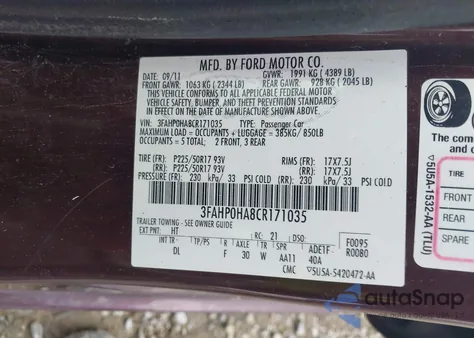 MFD. BY FORD MOTOR CO.
DATE: 09/11 GVWR: 1991 KG ( 4389 LB)
FRONT GAWR: 1063 KG ( 2344 LB) REAR GAWR: 928 KG ( 2045 LB)
THIS VEHICLE CONFORMS TO ALL APPLICABLE FEDERAL MOTOR
VEHICLE SAFETY, BUMPER, AND THEFT PREVENTION STANDARDS IN
EFFECT ON THE DATE OF MANUFACTURE SHOWN ABOVE.
VEHICLE: 3FAHP0HA8CR171035 TYPE: Passenger Car
MAXIMUM LOAD = OCCUPANTS + LUGGAGE = 385KG / 850LB
OCCUPANTS = 5 TOTAL: 2 FRONT, 3 REAR
TIRE (FR): P225/50R17 93V RIMS (FR): 17X7.5J
(RR): P225/50R17 93V (RR): 17X7.5J
PRESSURE (FR): 230 kPa/ 33 PSI COLD (RR) 230 kPa/ 33 PSI COLD
3FAHP0HA8CR171035
TRAILER TOWING - SEE OWNER GUIDE
EXT PNT: HT RC: 21 DSO: F0095
INT TR TP/PS R AXLE TR SPR ADE1F R0080
DL F 30 W AA11 40A
CMC 5U5A-5420472-AA
The com
TIRE
FRONT
REAR
5U5A-1532-AA (TLU)
autoSnap